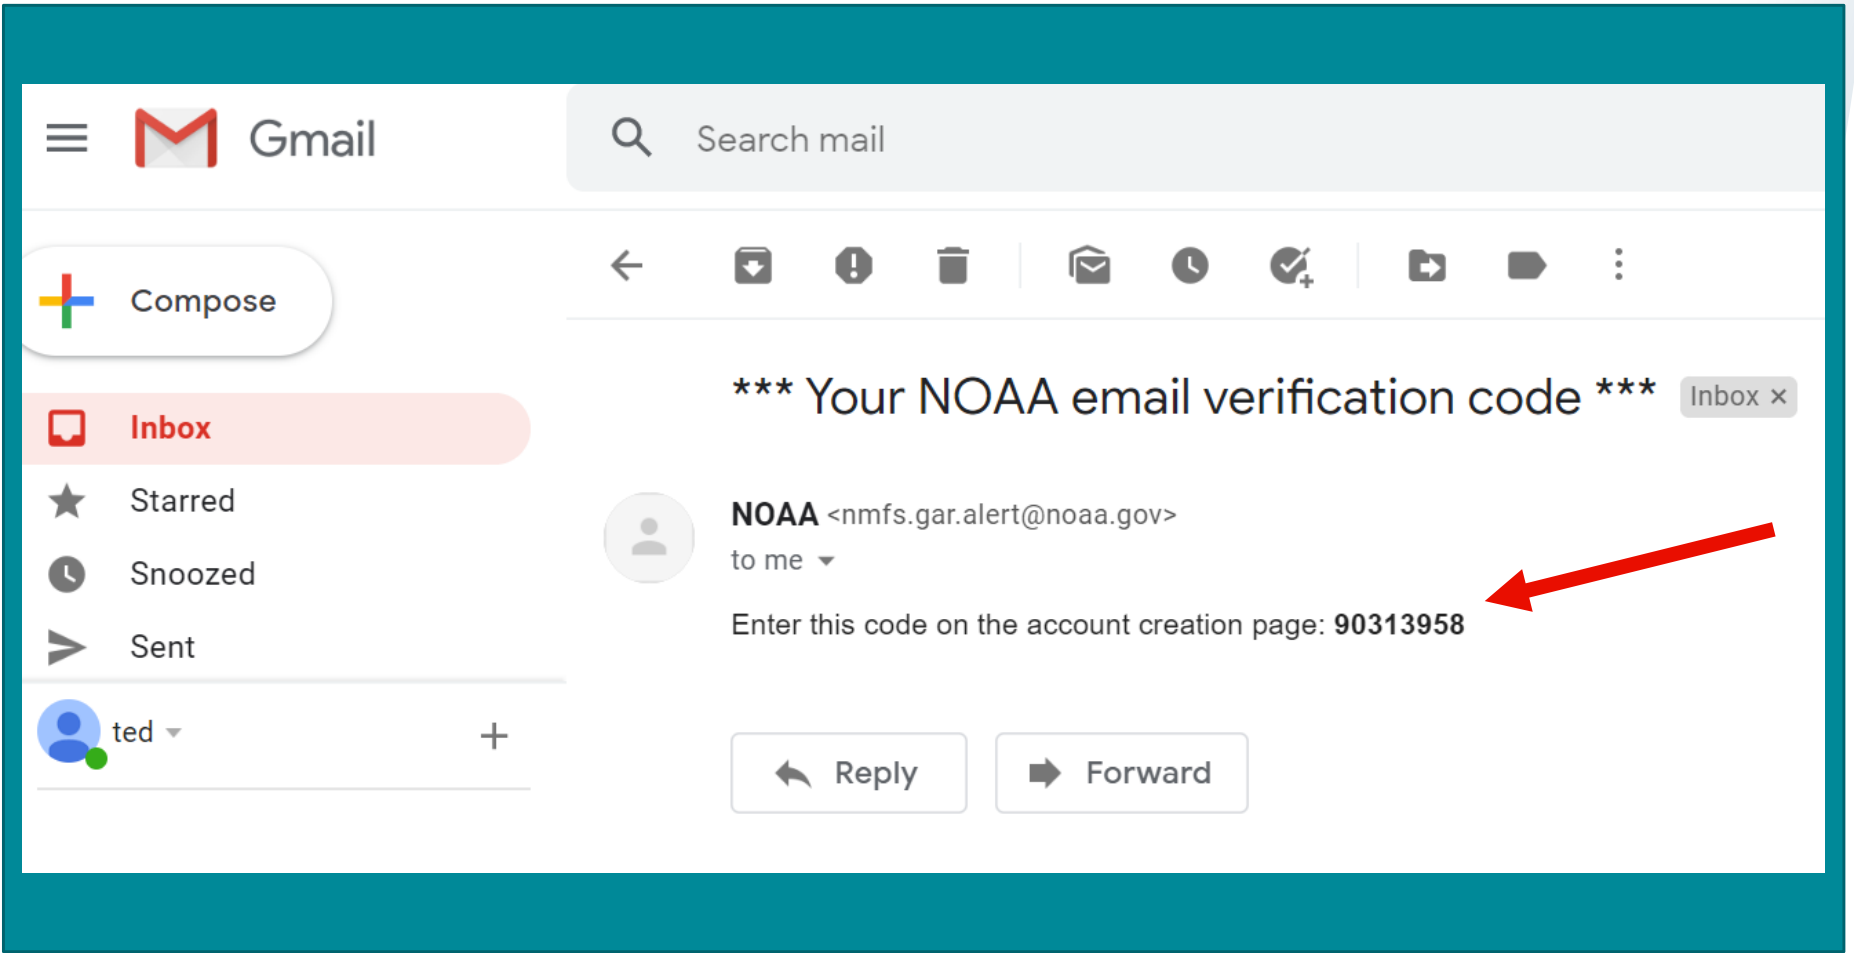 Gmail
Search mail
Compose
Inbox
Starred
Snoozed
Sent
ted
*** Your NOAA email verification code *** Inbox ×
NOAA <nmfs.gar.alert@noaa.gov>
to me
Enter this code on the account creation page: 90313958
Reply Forward